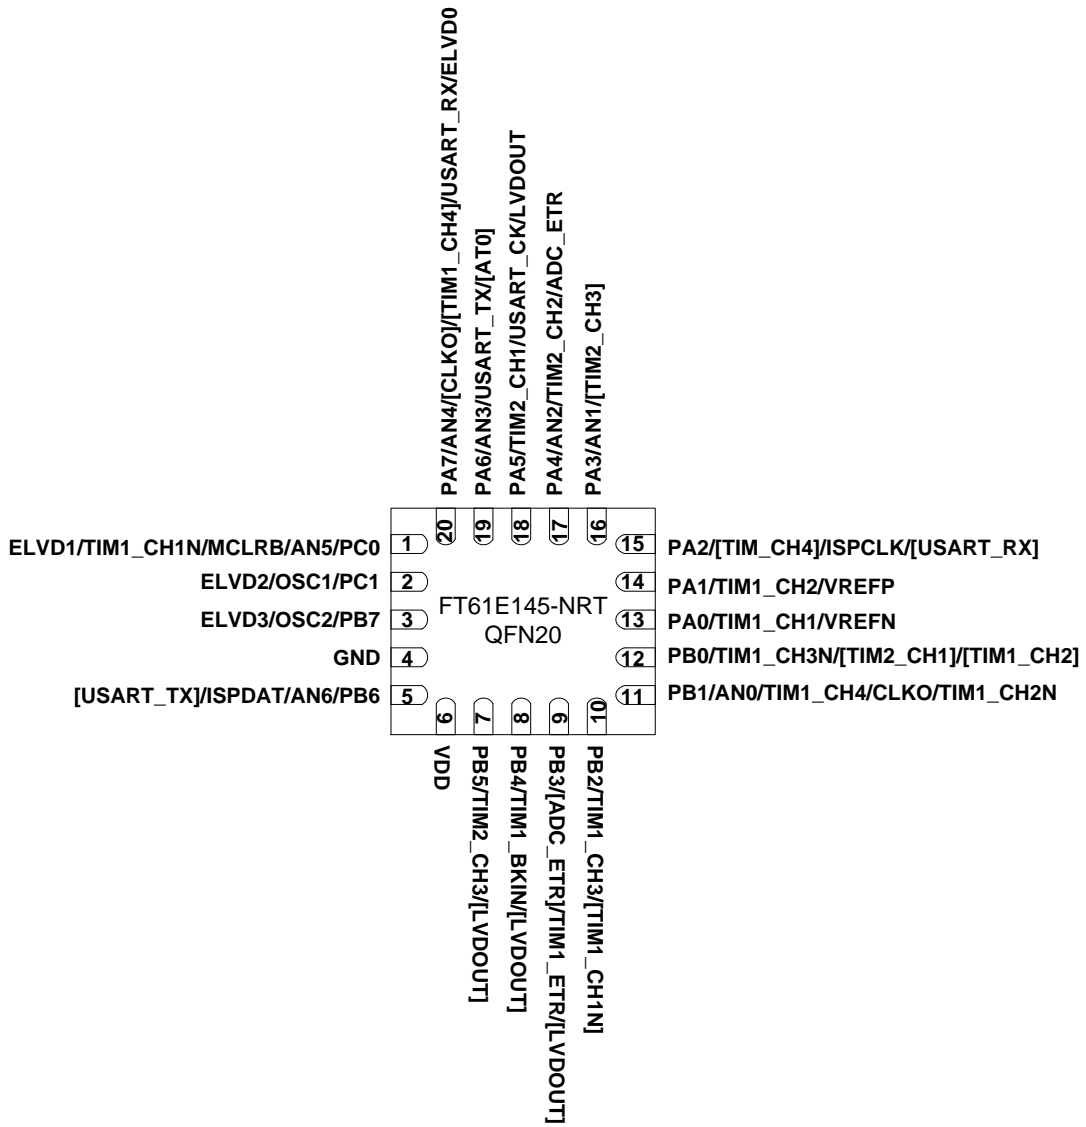 PA7/AN4/[CLKO]/[TIM1_CH4]/USART_RX/ELVD0
PA6/AN3/USART_TX/[AT0]
PA5/TIM2_CH1/USART_CK/LVDOUT
PA4/AN2/TIM2_CH2/ADC_ETR
PA3/AN1/[TIM2_CH3]
20
19
18
17
16
ELVD1/TIM1_CH1N/MCLRB/AN5/PC0
1
ELVD2/OSC1/PC1
2
ELVD3/OSC2/PB7
3
GND
4
[USART_TX]/ISPDAT/AN6/PB6
5
FT61E145-NRT
QFN20
15
PA2/[TIM_CH4]/ISPCLK/[USART_RX]
14
PA1/TIM1_CH2/VREFP
13
PA0/TIM1_CH1/VREFN
12
PB0/TIM1_CH3N/[TIM2_CH1]/[TIM1_CH2]
11
PB1/AN0/TIM1_CH4/CLKO/TIM1_CH2N
6
7
8
9
10
VDD
PB5/TIM2_CH3/[LVDOUT]
PB4/TIM1_BKIN/[LVDOUT]
PB3/[ADC_ETR]/TIM1_ETR/[LVDOUT]
PB2/TIM1_CH3/[TIM1_CH1N]